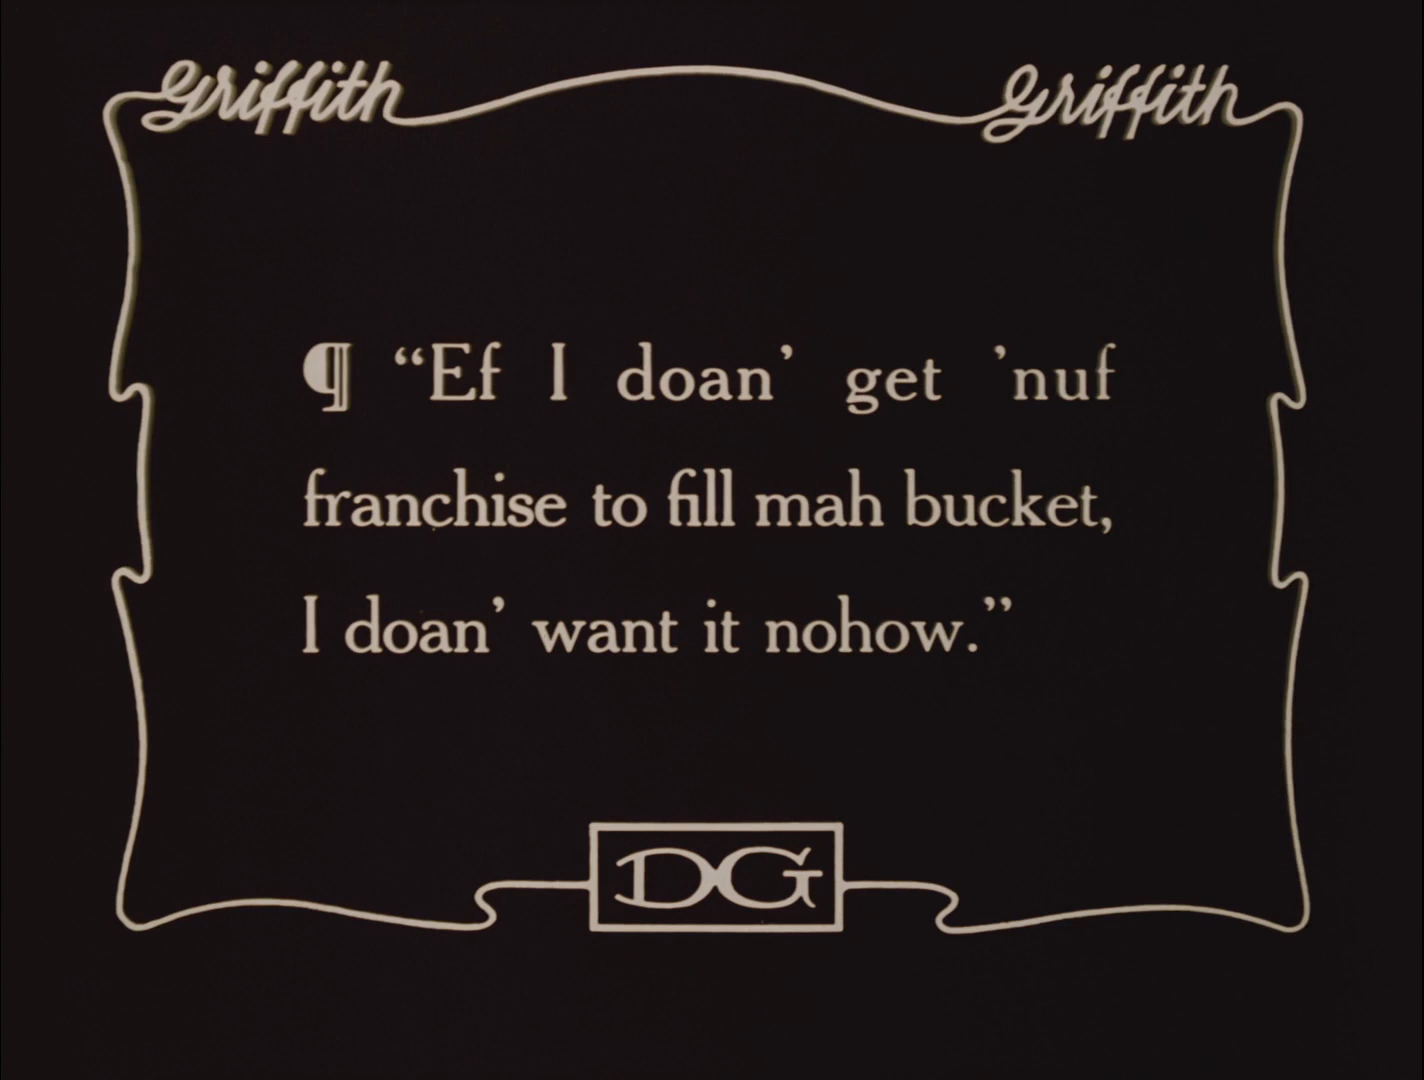 Griffith Griffith
¶ “Ef I doan’ get ’nuf
franchise to fill mah bucket,
I doan’ want it nohow.”
DG